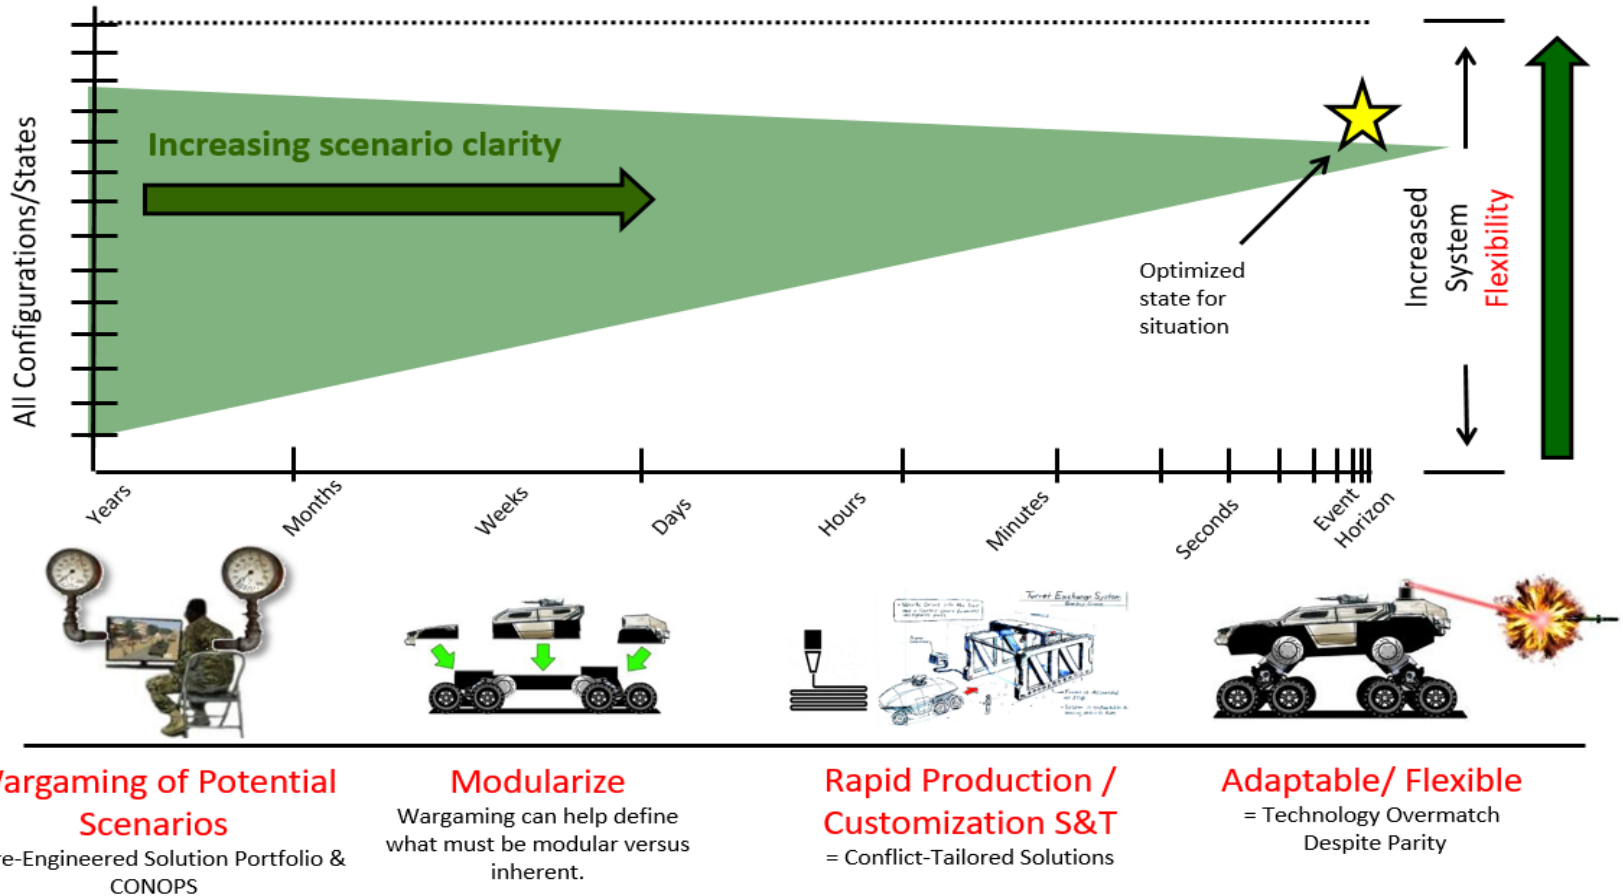 All Configurations/States
Increasing scenario clarity
Optimized
state for
situation
Increased
System
Flexibility
Years
Months
Weeks
Days
Hours
Minutes
Seconds
Event
Horizon
Turret Exchange System
argaming of Potential
Scenarios
e-Engineered Solution Portfolio &
CONOPS
Modularize
Wargaming can help define
what must be modular versus
inherent.
Rapid Production /
Customization S&T
= Conflict-Tailored Solutions
Adaptable/ Flexible
= Technology Overmatch
Despite Parity